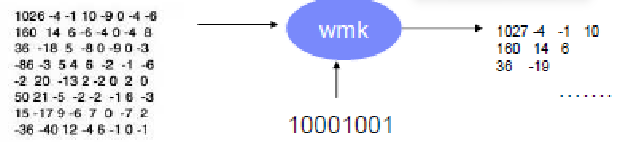 1026 -4 -1 10 -9 0 -4 -6
160 14 6 -6 -4 0 -4 8
36 -18 5 -8 0 -9 0 -3
-86 -3 5 4 6 -2 -1 -6
-2 20 -13 2 -2 0 2 0
50 21 -5 -2 -2 -1 6 -3
15 -17 9 -6 7 0 -7 2
-36 -40 12 -4 6 -1 0 -1
wmk
10001001
1027 -4 -1 10
160 14 6
36 -19
.......